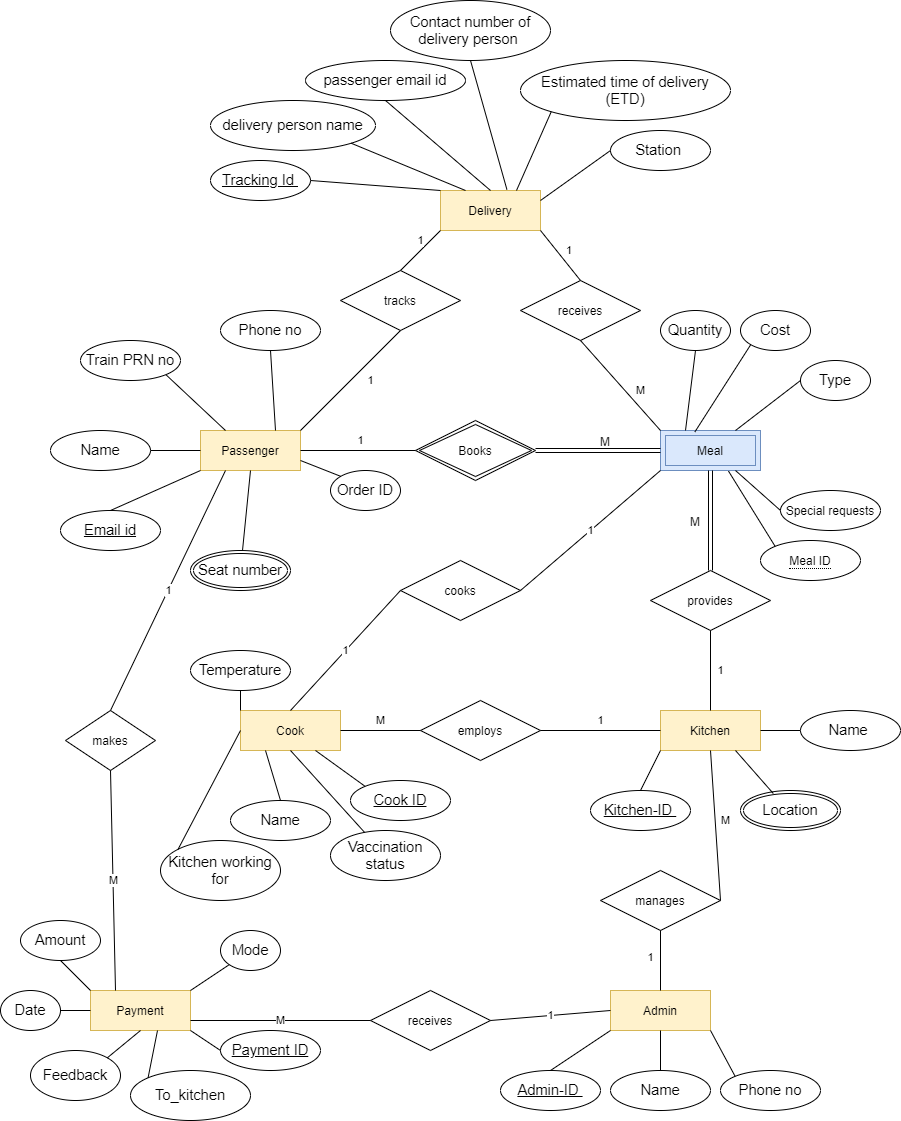 Contact number of
delivery person
passenger email id
Estimated time of delivery
(ETD)
delivery person name
Station
Tracking Id
Delivery
1
1
tracks
receives
Phone no
Quantity
Cost
Train PRN no
1
Type
M
Passenger
1
Books
M
Meal
Name
Order ID
Email id
Special requests
M
1
Meal ID
Seat number
1
cooks
provides
1
Temperature
1
Cook
M
employs
1
Kitchen
Name
makes
Cook ID
Kitchen-ID
Location
Name
M
Vaccination
status
Kitchen working
for
M
manages
Amount
Mode
1
Date
Payment
M
receives
1
Admin
Payment ID
Feedback
To_kitchen
Admin-ID
Name
Phone no